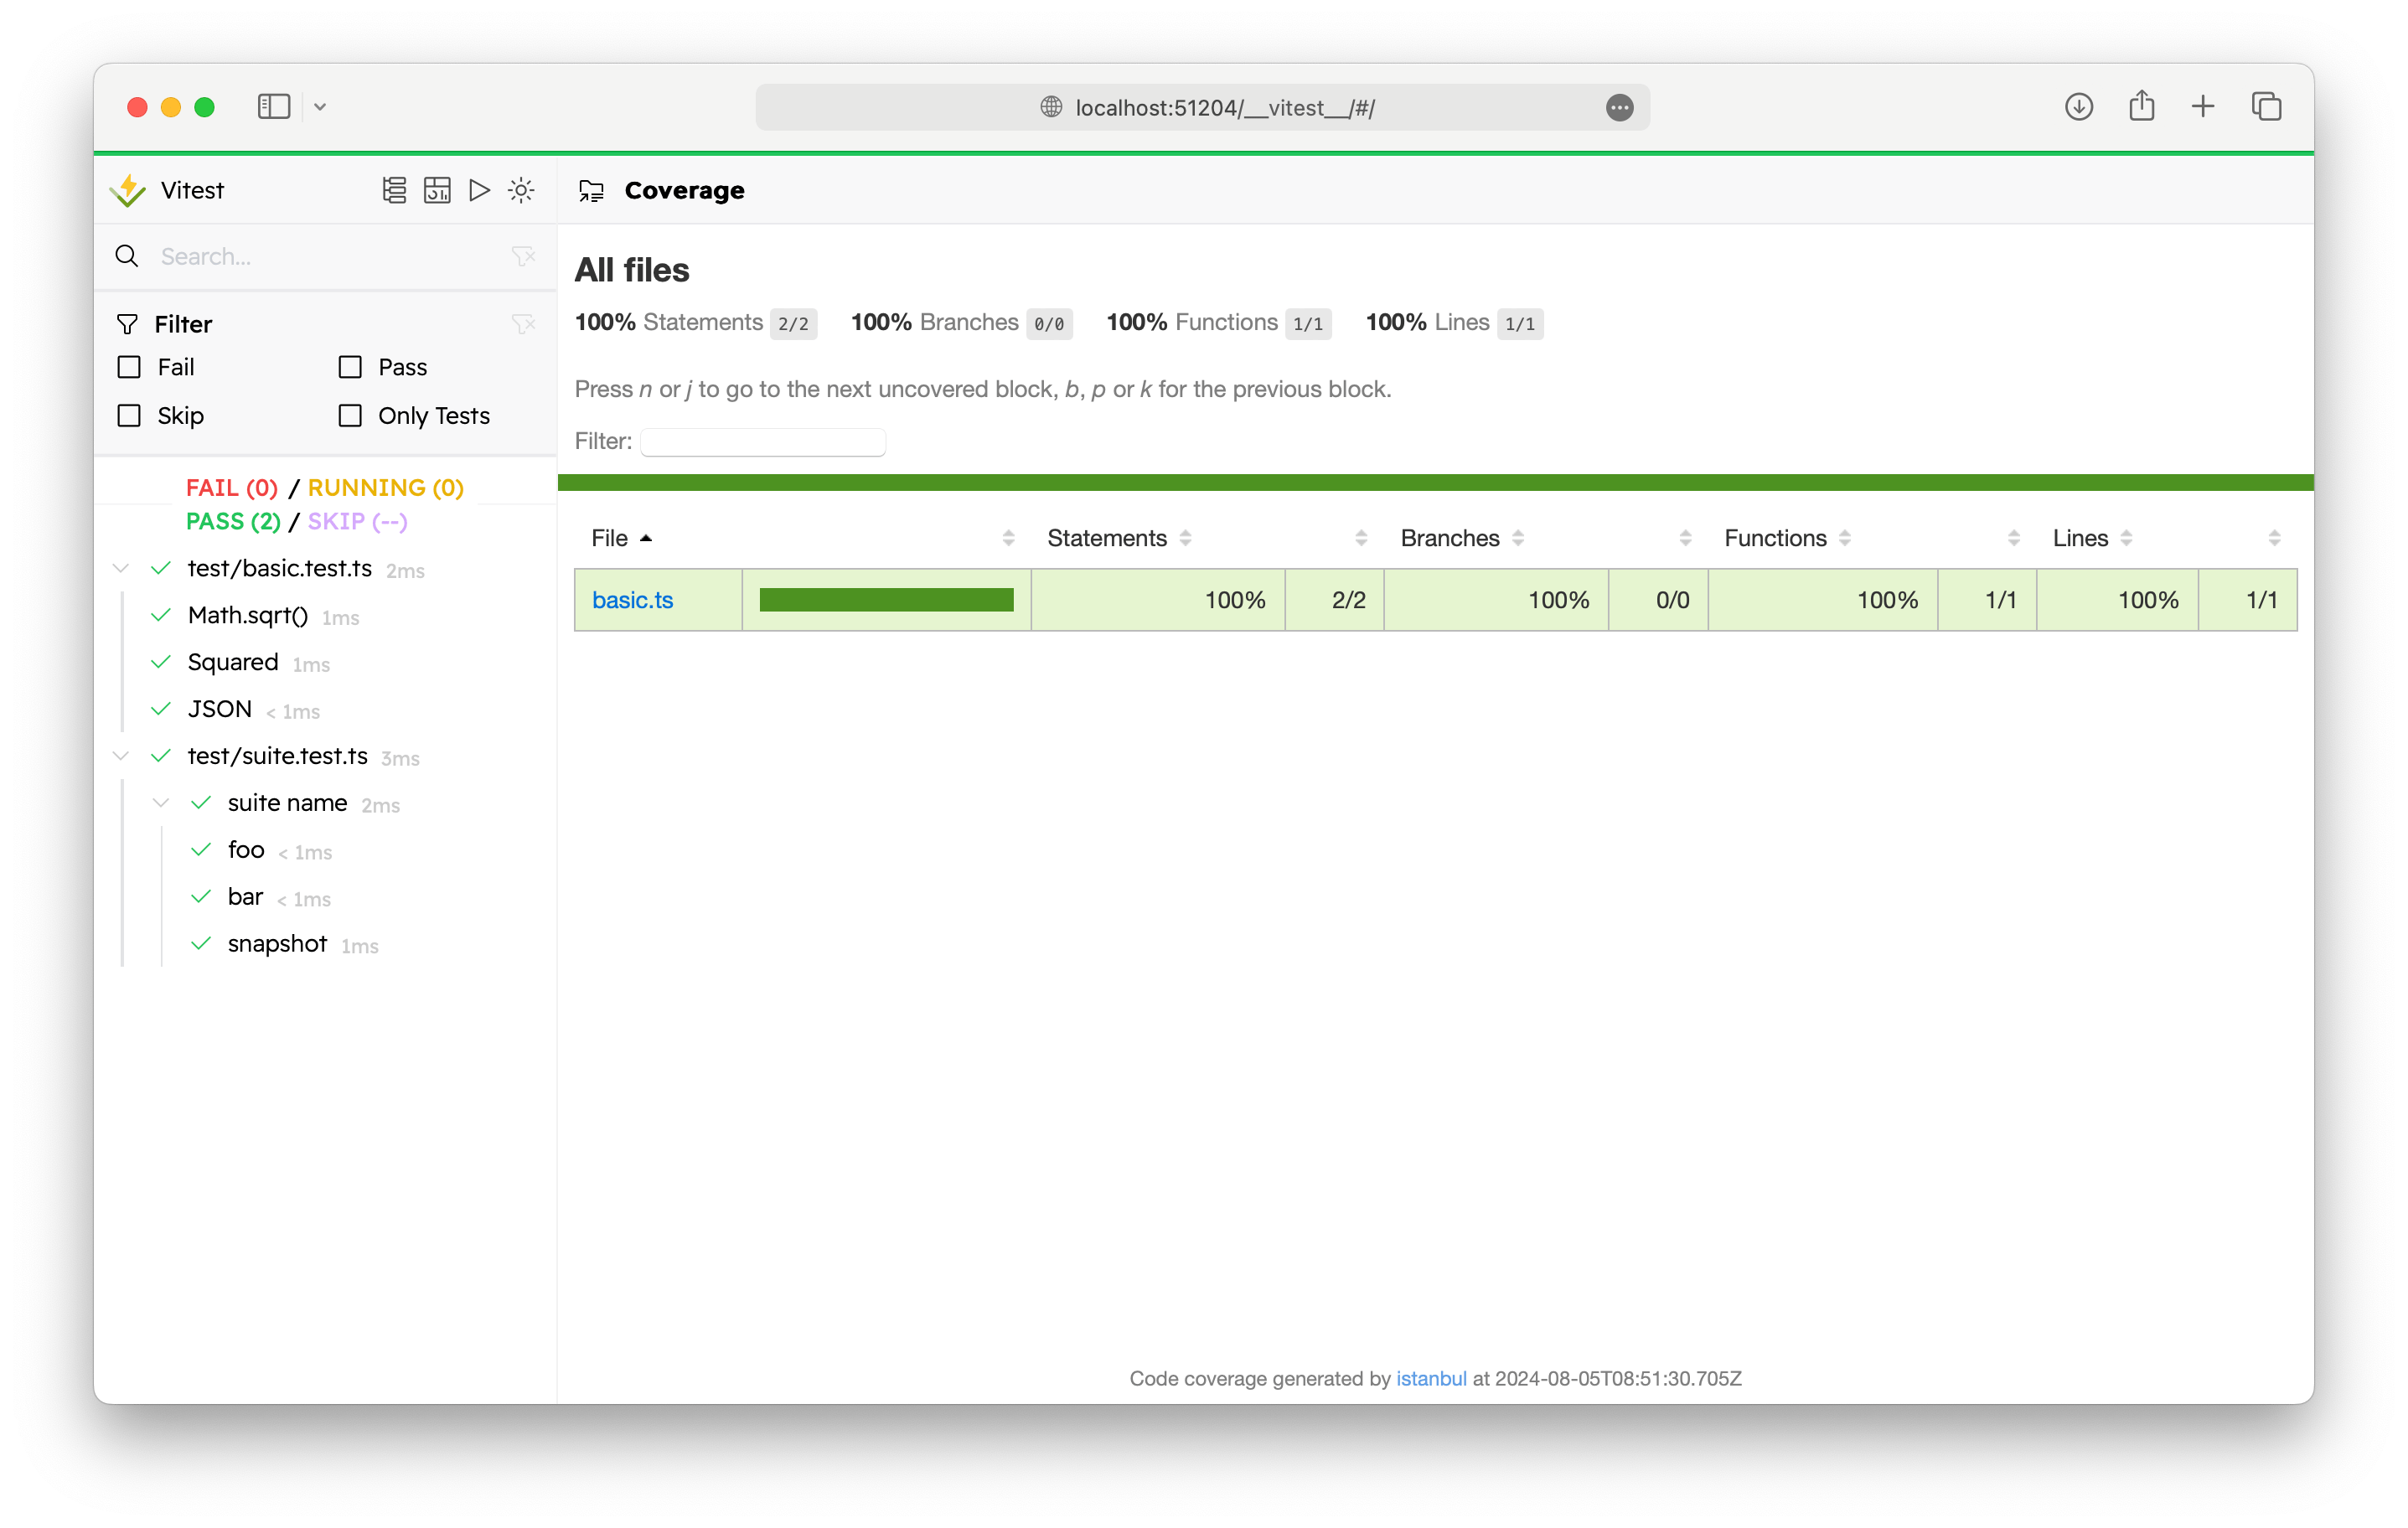 localhost:51204/__vitest__/#/
Vitest
Coverage
Search...
Filter
Fail
Pass
Skip
Only Tests
FAIL (0) / RUNNING (0)
PASS (2) / SKIP (--)
test/basic.test.ts 2ms
Math.sqrt() 1ms
Squared 1ms
JSON < 1ms
test/suite.test.ts 3ms
suite name 2ms
foo < 1ms
bar < 1ms
snapshot 1ms
All files
100% Statements 2/2 100% Branches 0/0 100% Functions 1/1 100% Lines 1/1
Press n or j to go to the next uncovered block, b, p or k for the previous block.
Filter:
File Statements Branches Functions Lines
basic.ts 100% 2/2 100% 0/0 100% 1/1 100% 1/1
Code coverage generated by istanbul at 2024-08-05T08:51:30.705Z